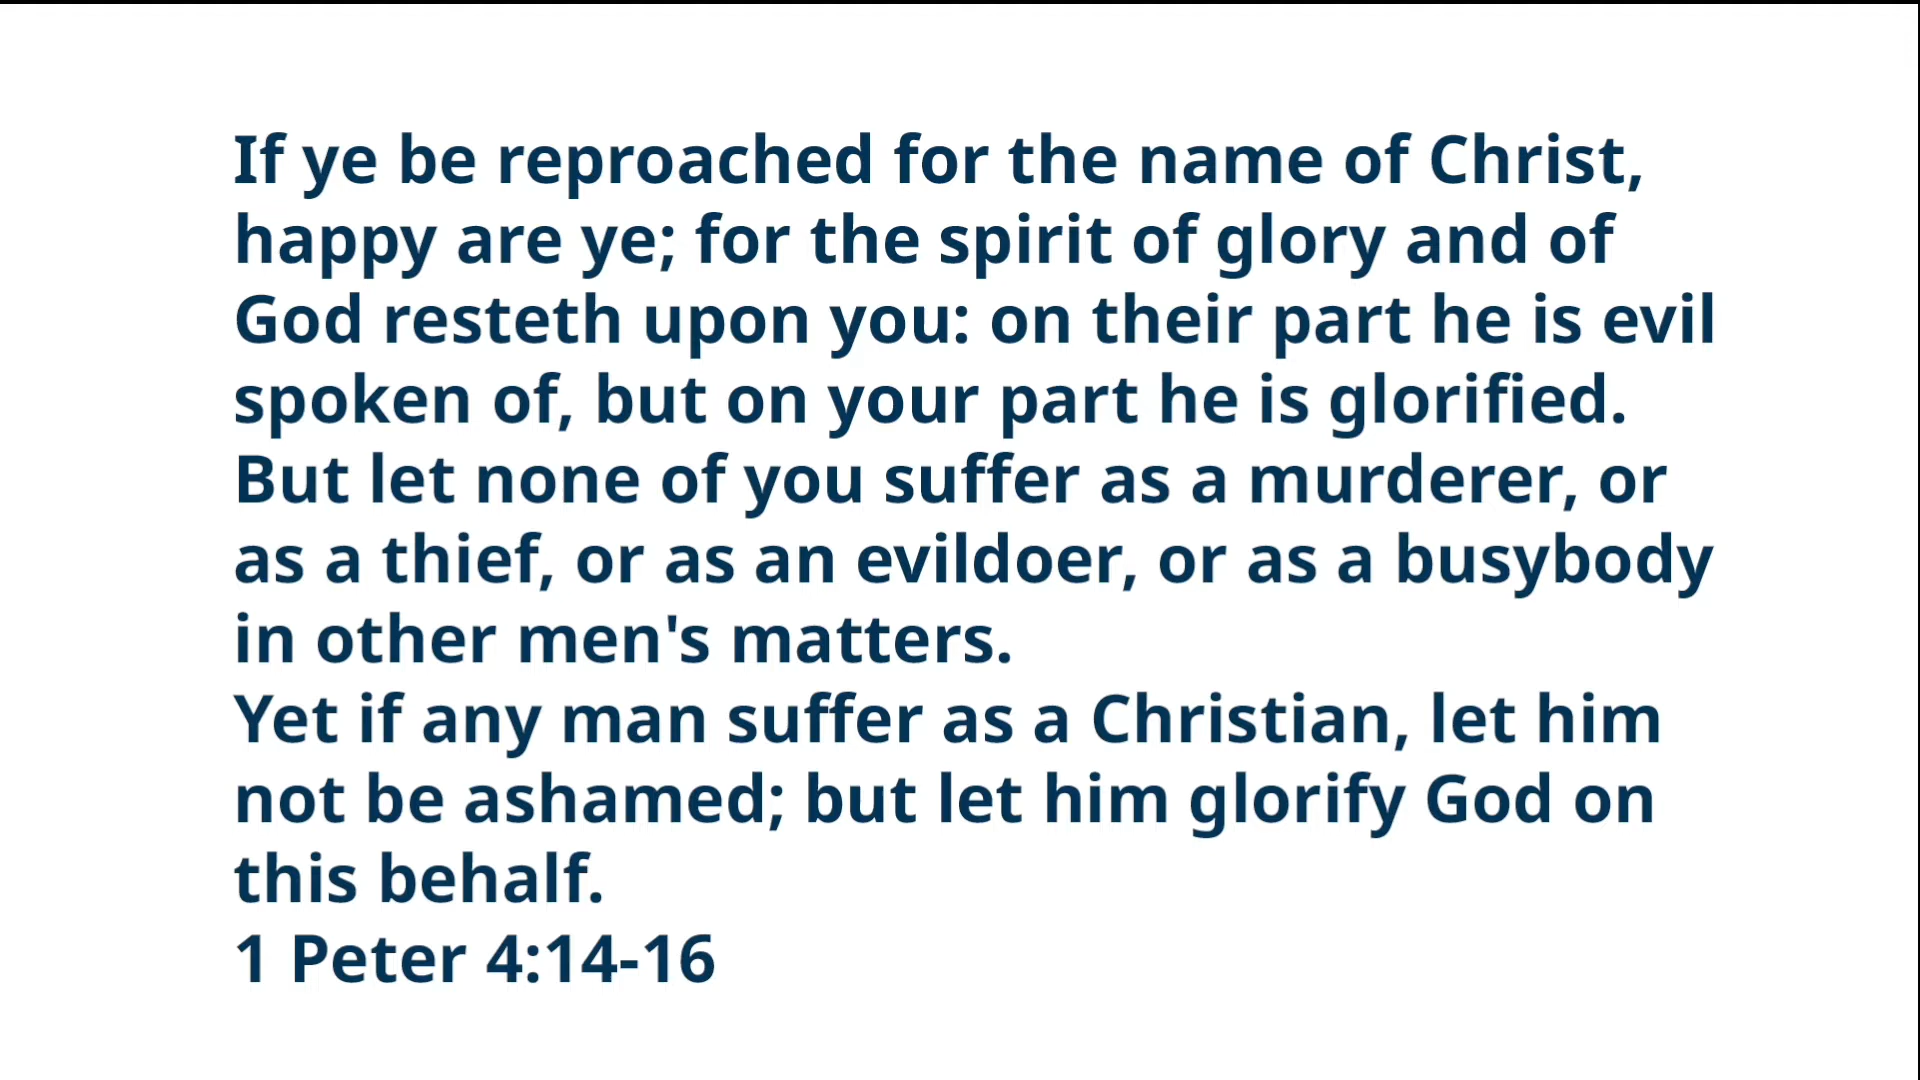 If ye be reproached for the name of Christ,
happy are ye; for the spirit of glory and of
God resteth upon you: on their part he is evil
spoken of, but on your part he is glorified.
But let none of you suffer as a murderer, or
as a thief, or as an evildoer, or as a busybody
in other men's matters.
Yet if any man suffer as a Christian, let him
not be ashamed; but let him glorify God on
this behalf.
1 Peter 4:14-16